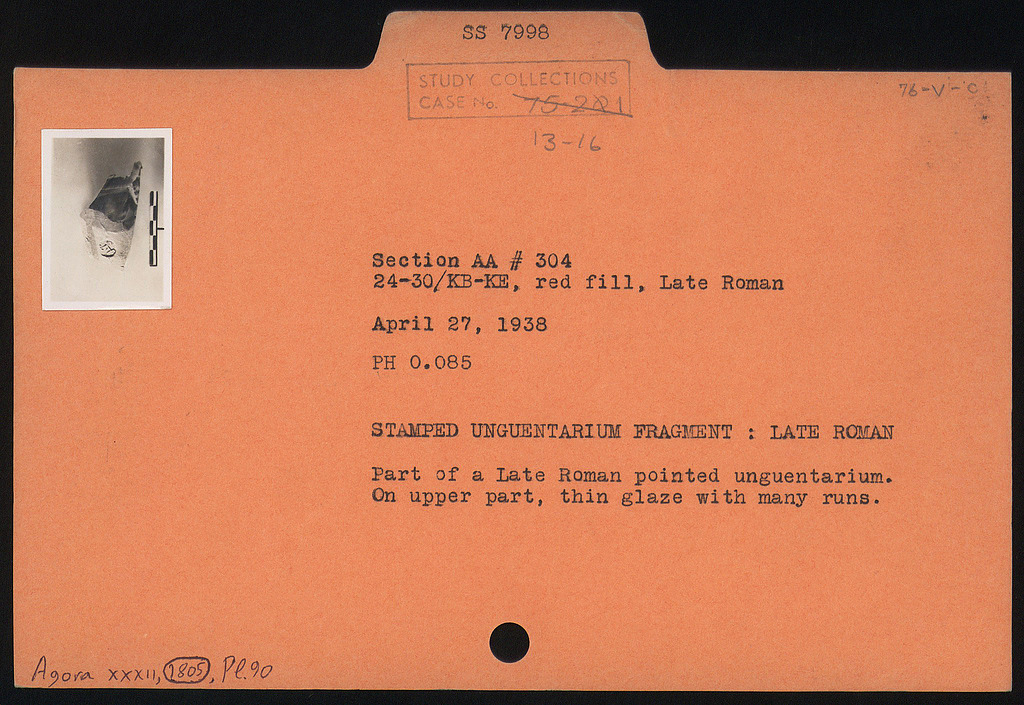 SS 7998
STUDY COLLECTIONS
CASE No. 75-221
13-16
76-V-C
Section AA # 304
24-30/KB-KE, red fill, Late Roman
April 27, 1938
PH 0.085
STAMPED UNGUENTARIUM FRAGMENT : LATE ROMAN
Part of a Late Roman pointed unguentarium.
On upper part, thin glaze with many runs.
Agora XXXII, 1805, Pl.90